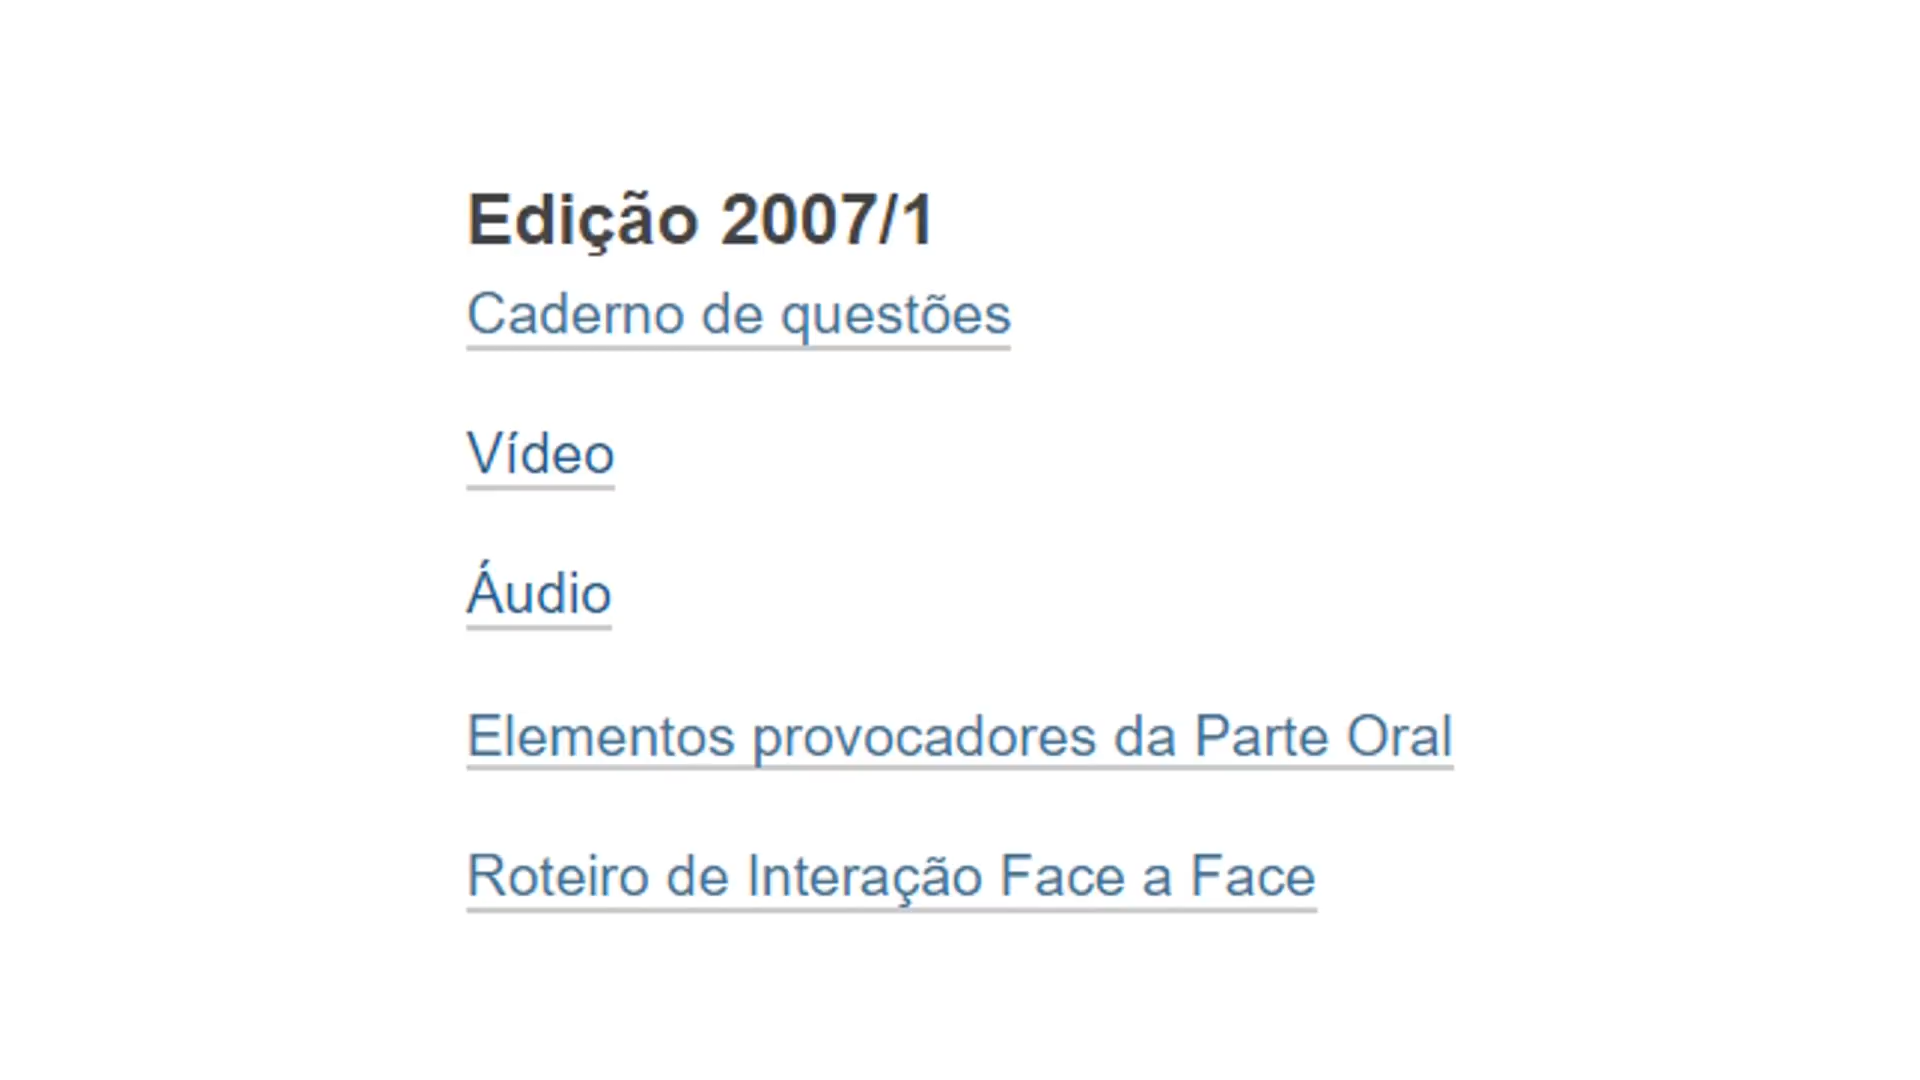 Edição 2007/1
Caderno de questões
Vídeo
Áudio
Elementos provocadores da Parte Oral
Roteiro de Interação Face a Face